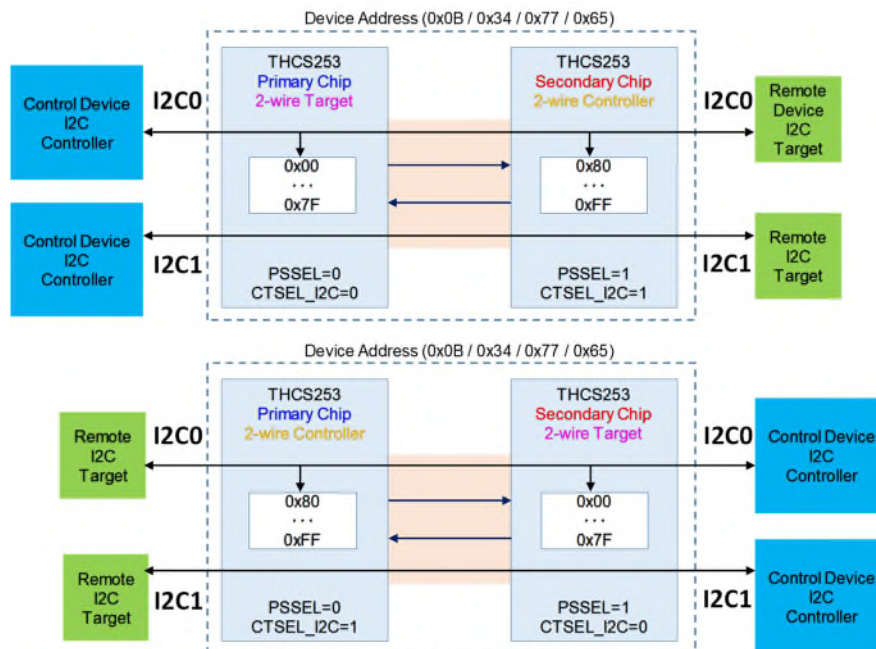 Device Address (0x0B / 0x34 / 0x77 / 0x65)
THCS253
Primary Chip
2-wire Target
THCS253
Secondary Chip
2-wire Controller
Control Device
I2C
Controller
I2C0
I2C0
Remote
Device
I2C
Target
0x00
...
0x7F
0x80
...
0xFF
Control Device
I2C
Controller
I2C1
I2C1
Remote
I2C
Target
PSSEL=0
CTSEL_I2C=0
PSSEL=1
CTSEL_I2C=1
Device Address (0x0B / 0x34 / 0x77 / 0x65)
THCS253
Primary Chip
2-wire Controller
THCS253
Secondary Chip
2-wire Target
Remote
I2C
Target
I2C0
I2C0
Control Device
I2C
Controller
0x80
...
0xFF
0x00
...
0x7F
Remote
I2C
Target
I2C1
I2C1
Control Device
I2C
Controller
PSSEL=0
CTSEL_I2C=1
PSSEL=1
CTSEL_I2C=0